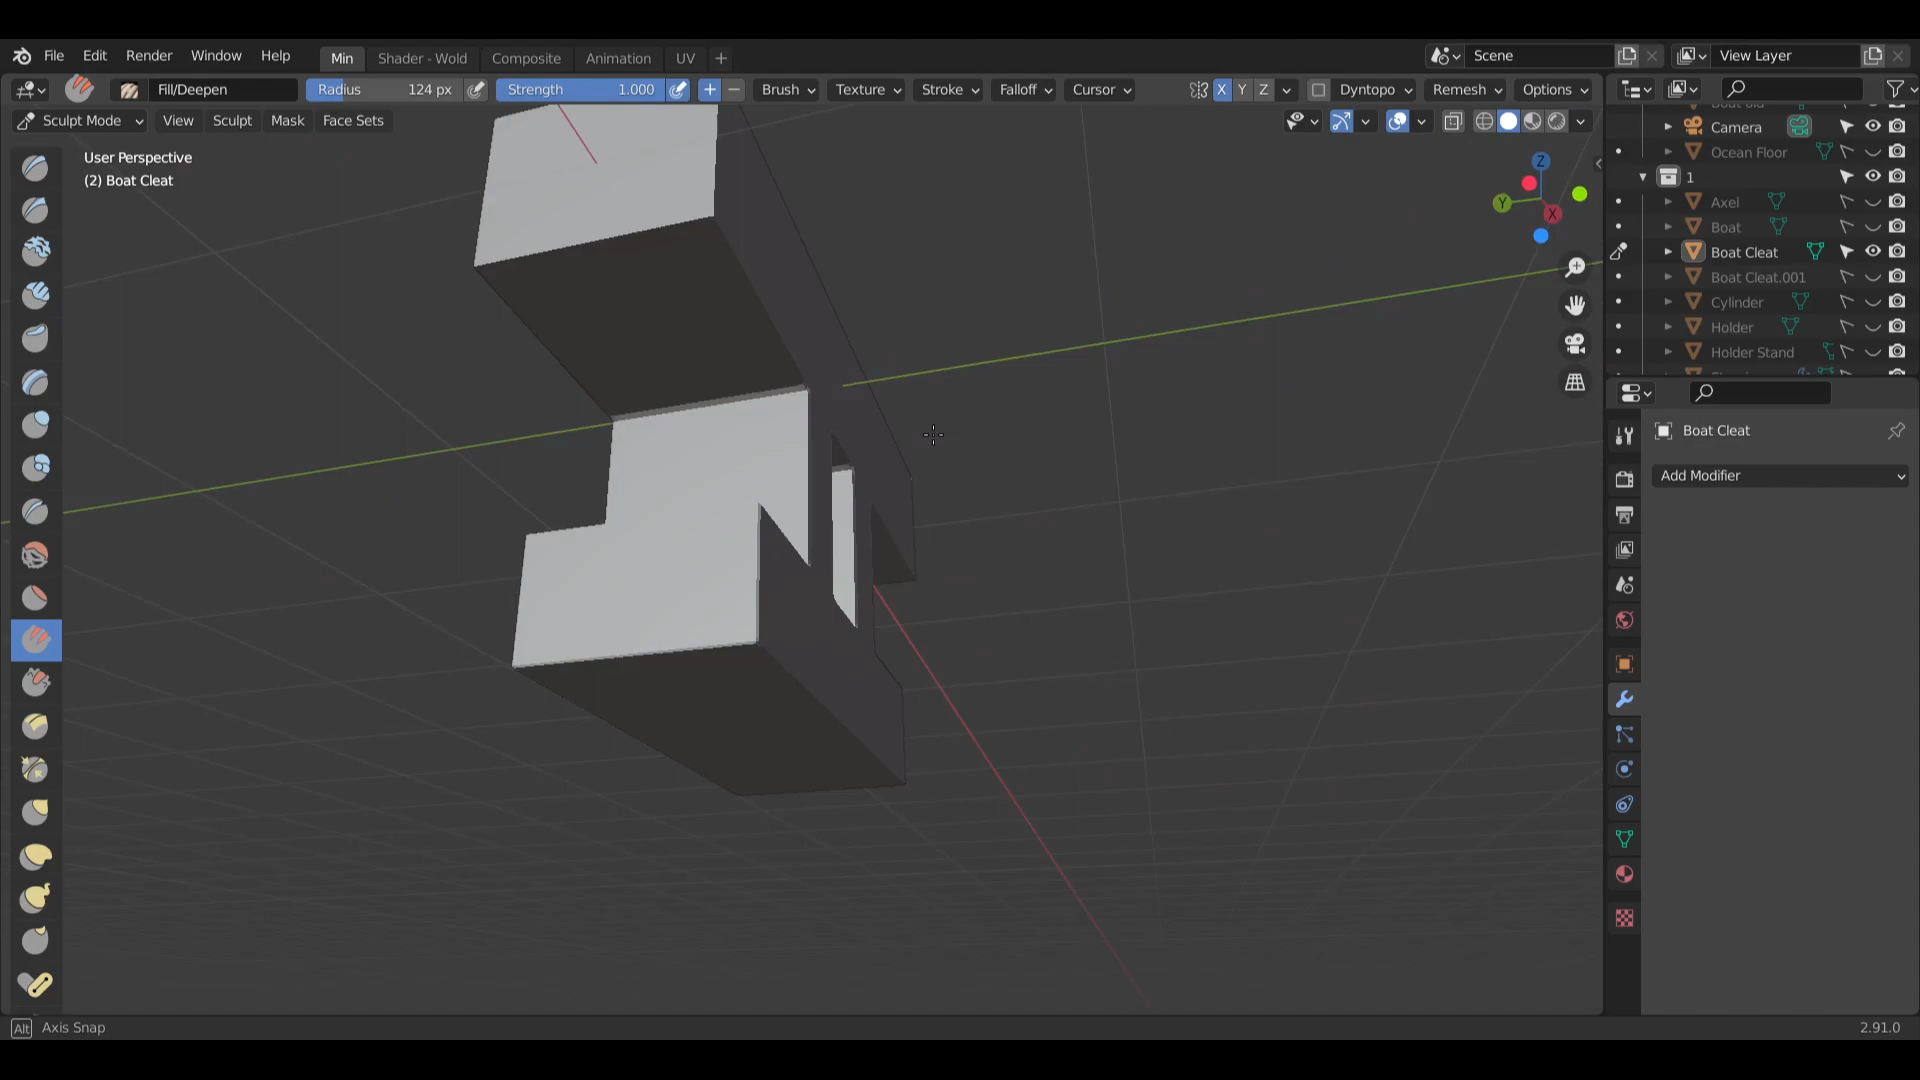 File Edit Render Window Help Min Shader - Wold Composite Animation UV + Scene View Layer
Fill/Deepen Radius 124 px Strength 1.000 + − Brush Texture Stroke Falloff Cursor X Y Z Dyntopo Remesh Options
Sculpt Mode View Sculpt Mask Face Sets
User Perspective
(2) Boat Cleat
Z
Y
X
Boat old
Camera
Ocean Floor
1
Axel
Boat
Boat Cleat
Boat Cleat.001
Cylinder
Holder
Holder Stand
Boat Cleat
Add Modifier
Alt Axis Snap
2.91.0